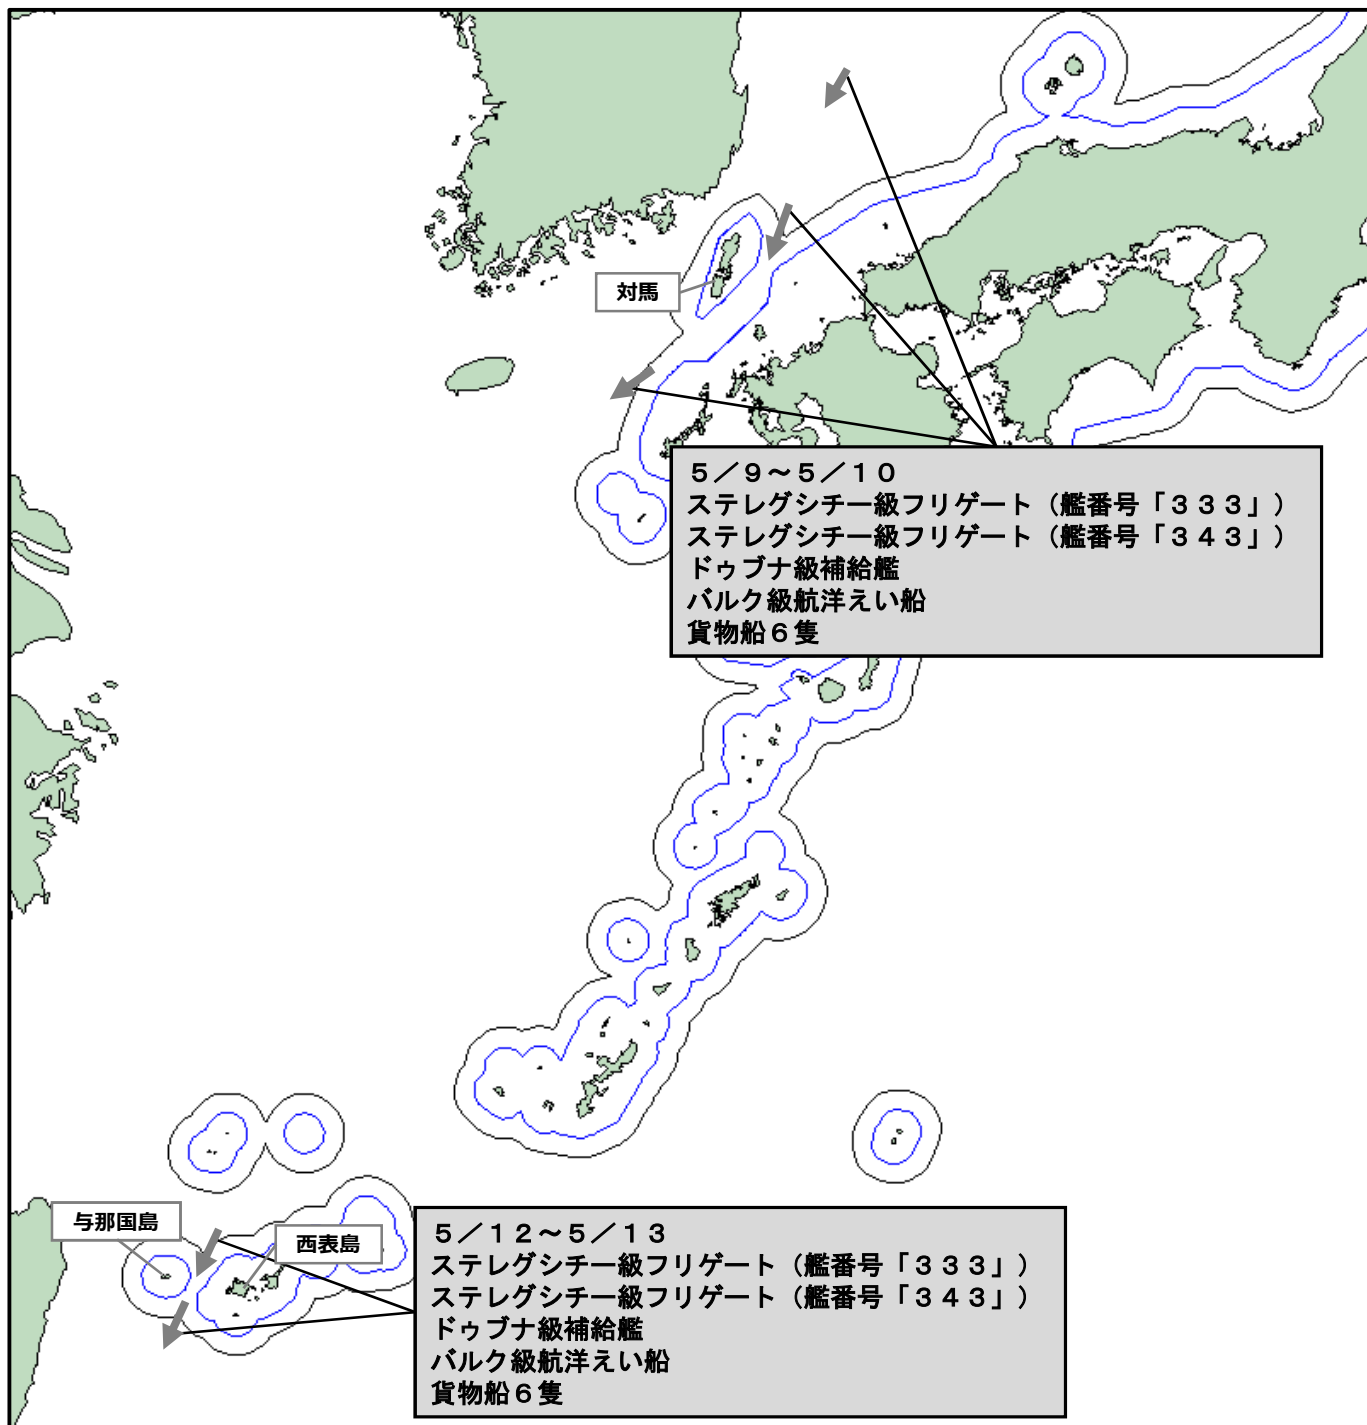 対馬
５／９～５／１０
ステレグシチー級フリゲート（艦番号「３３３」）
ステレグシチー級フリゲート（艦番号「３４３」）
ドゥブナ級補給艦
バルク級航洋えい船
貨物船６隻
与那国島
西表島
５／１２～５／１３
ステレグシチー級フリゲート（艦番号「３３３」）
ステレグシチー級フリゲート（艦番号「３４３」）
ドゥブナ級補給艦
バルク級航洋えい船
貨物船６隻